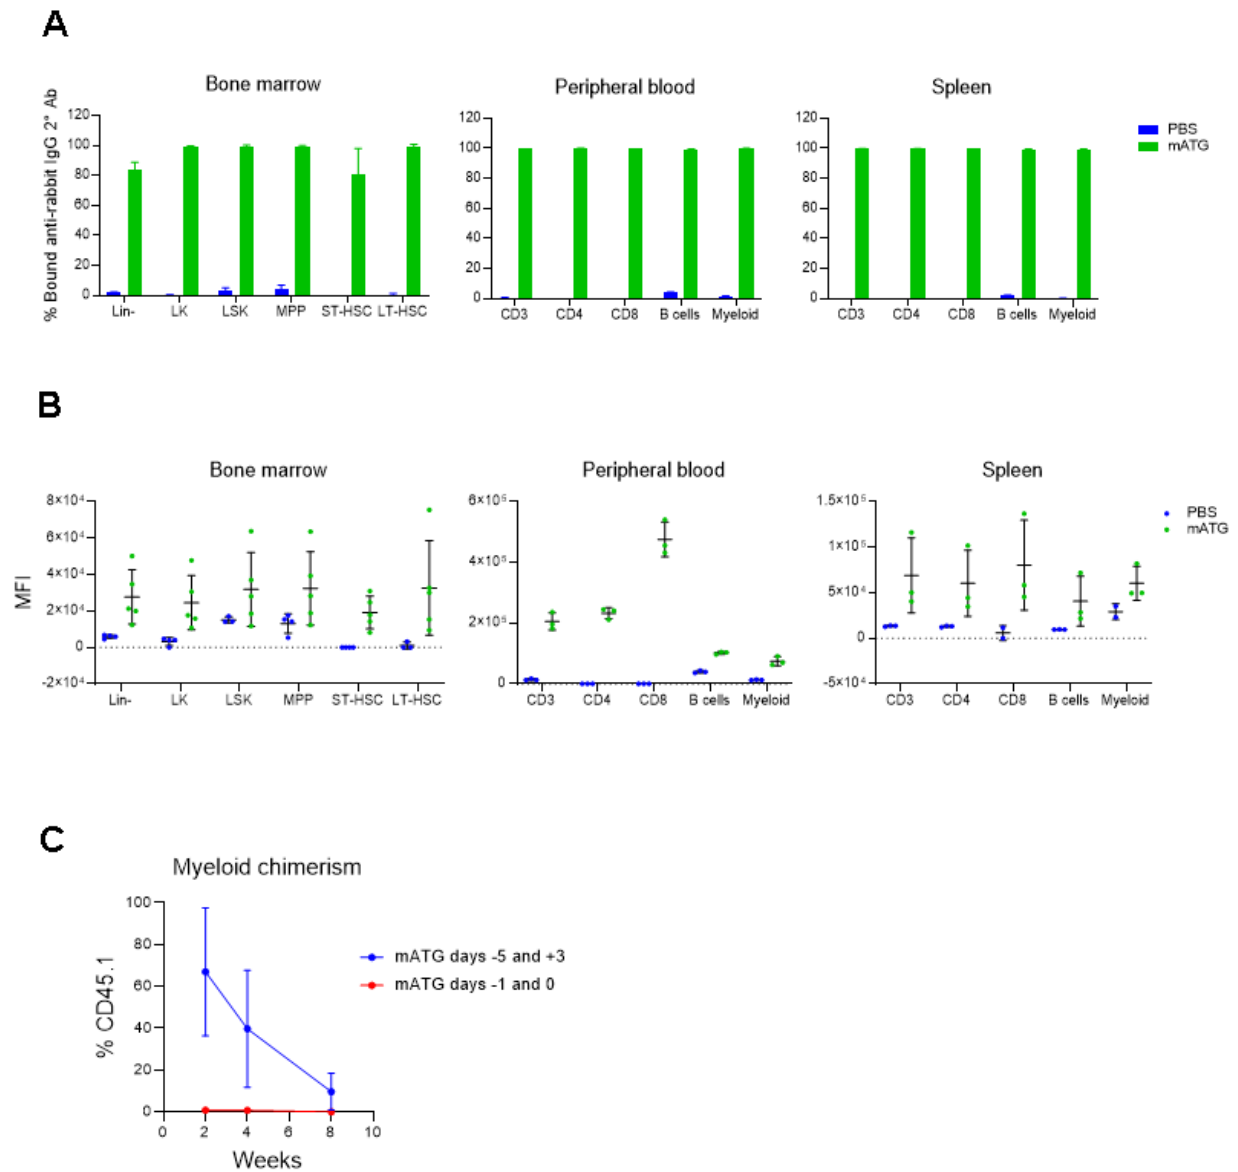 A
Bone marrow
Peripheral blood
Spleen
% Bound anti-rabbit IgG 2° Ab
120
100
80
60
40
20
0
Lin- LK LSK MPP ST-HSC LT-HSC
120
100
80
60
40
20
0
CD3 CD4 CD8 B cells Myeloid
120
100
80
60
40
20
0
CD3 CD4 CD8 B cells Myeloid
PBS
mATG
B
Bone marrow
Peripheral blood
Spleen
MFI
8×10⁴
6×10⁴
4×10⁴
2×10⁴
0
-2×10⁴
Lin- LK LSK MPP ST-HSC LT-HSC
6×10⁵
4×10⁵
2×10⁵
0
CD3 CD4 CD8 B cells Myeloid
1.5×10⁵
1×10⁵
5×10⁴
0
-5×10⁴
CD3 CD4 CD8 B cells Myeloid
PBS
mATG
C
Myeloid chimerism
% CD45.1
100
80
60
40
20
0
0 2 4 6 8 10
Weeks
mATG days -5 and +3
mATG days -1 and 0